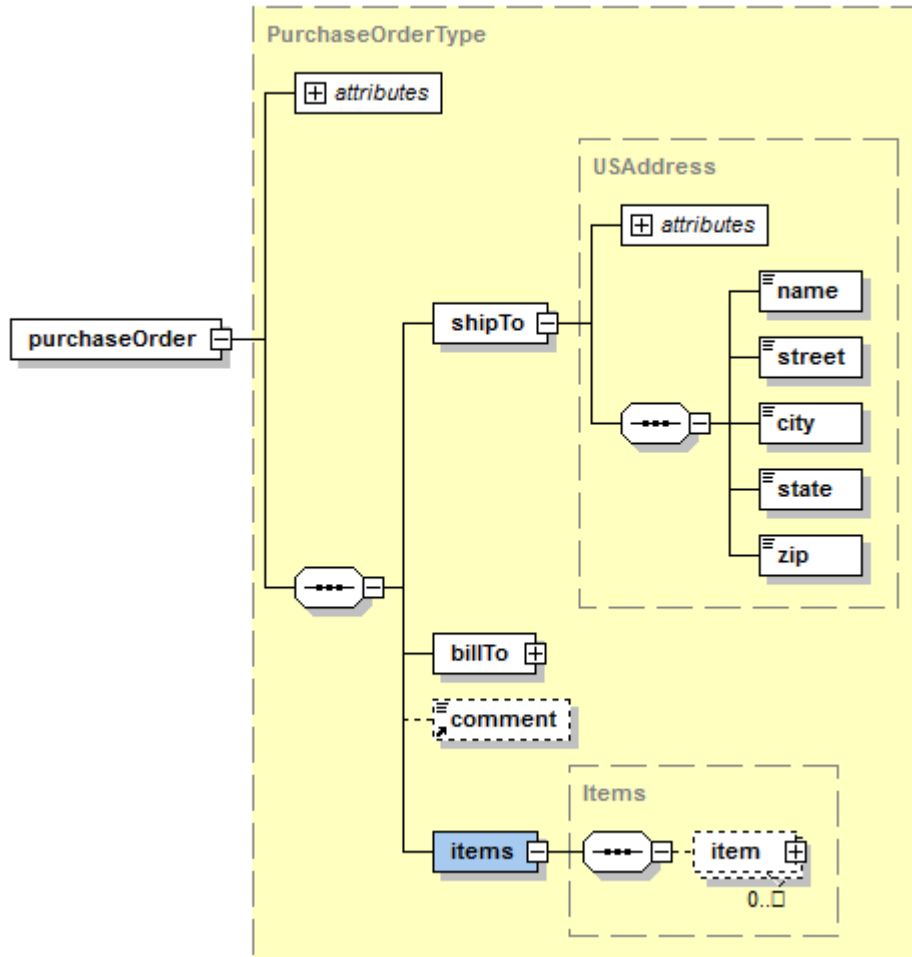 PurchaseOrderType
attributes
USAddress
attributes
name
shipTo
purchaseOrder
street
city
state
zip
billTo
comment
Items
items
item
0..□